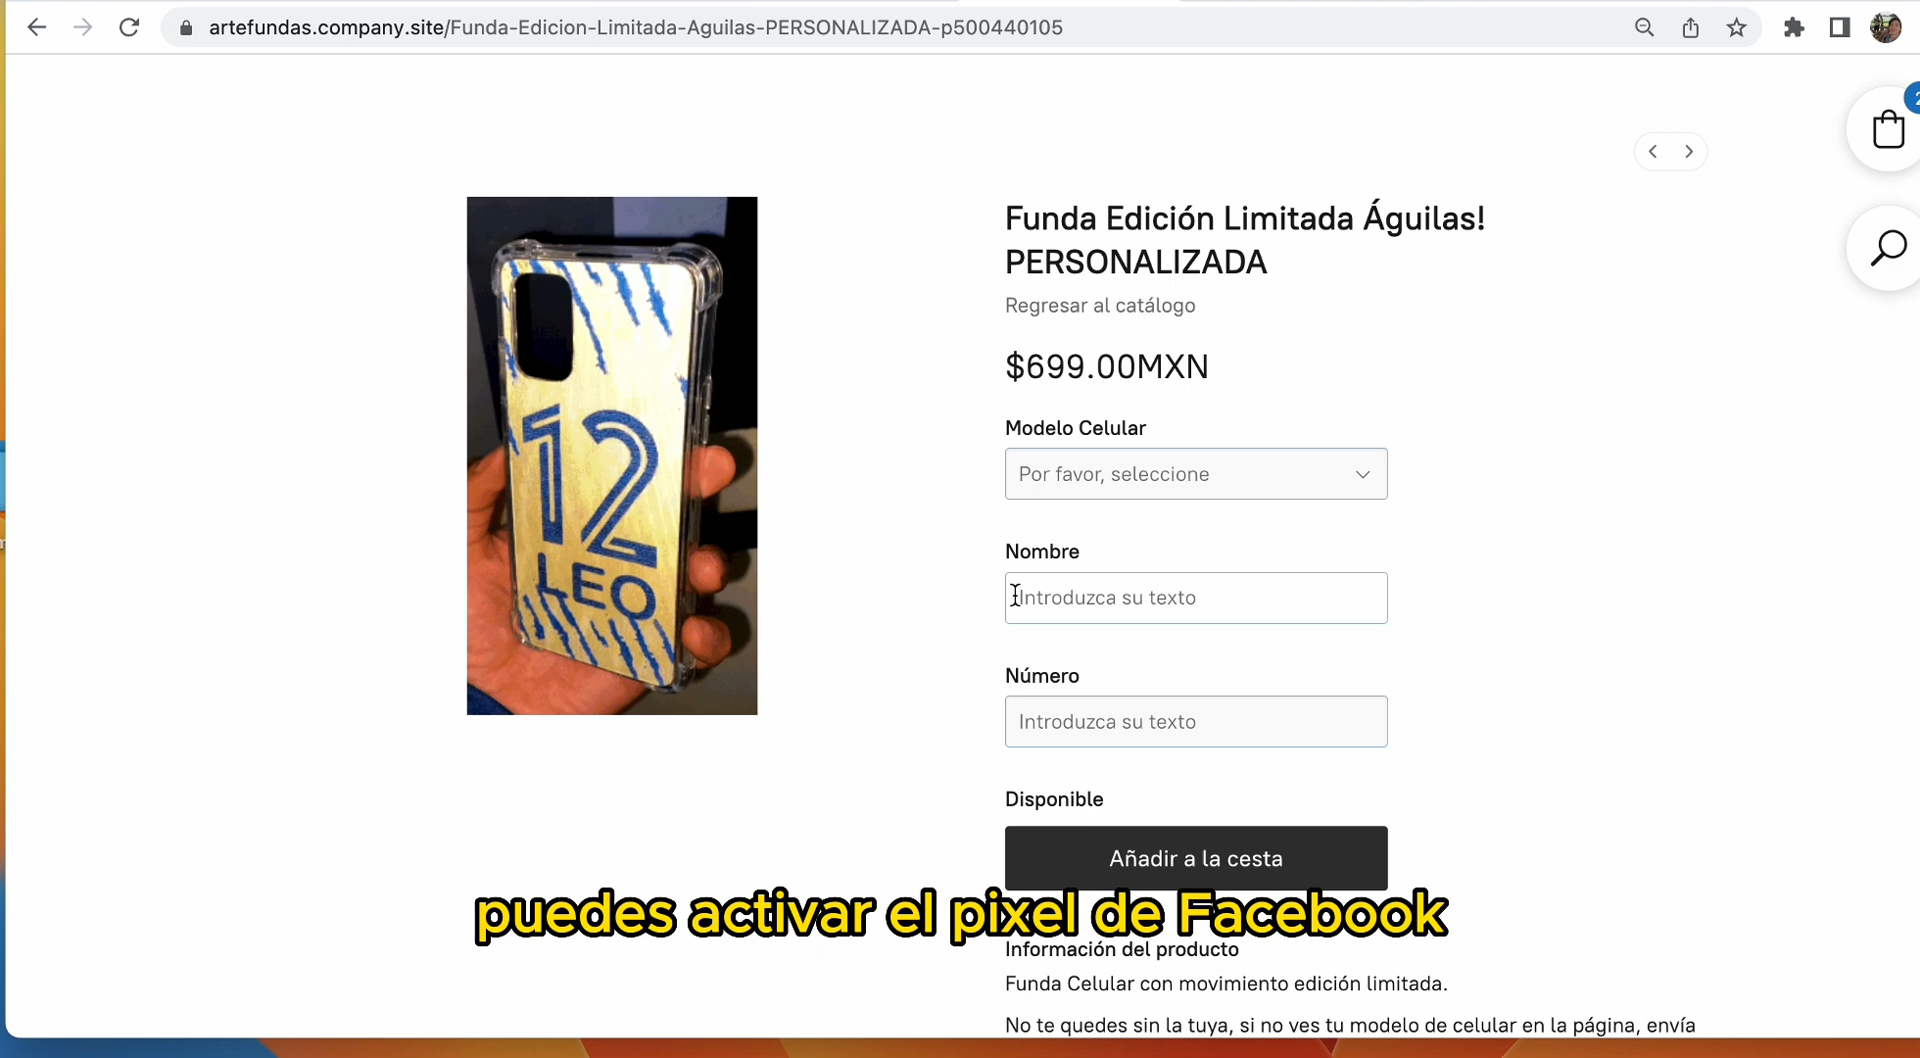 artefundas.company.site/Funda-Edicion-Limitada-Aguilas-PERSONALIZADA-p500440105
2
Funda Edición Limitada Águilas!
PERSONALIZADA
Regresar al catálogo
$699.00MXN
Modelo Celular
Por favor, seleccione
Nombre
Introduzca su texto
Número
Introduzca su texto
Disponible
Añadir a la cesta
puedes activar el pixel de Facebook
Información del producto
Funda Celular con movimiento edición limitada.
No te quedes sin la tuya, si no ves tu modelo de celular en la página, envía
12
LEO